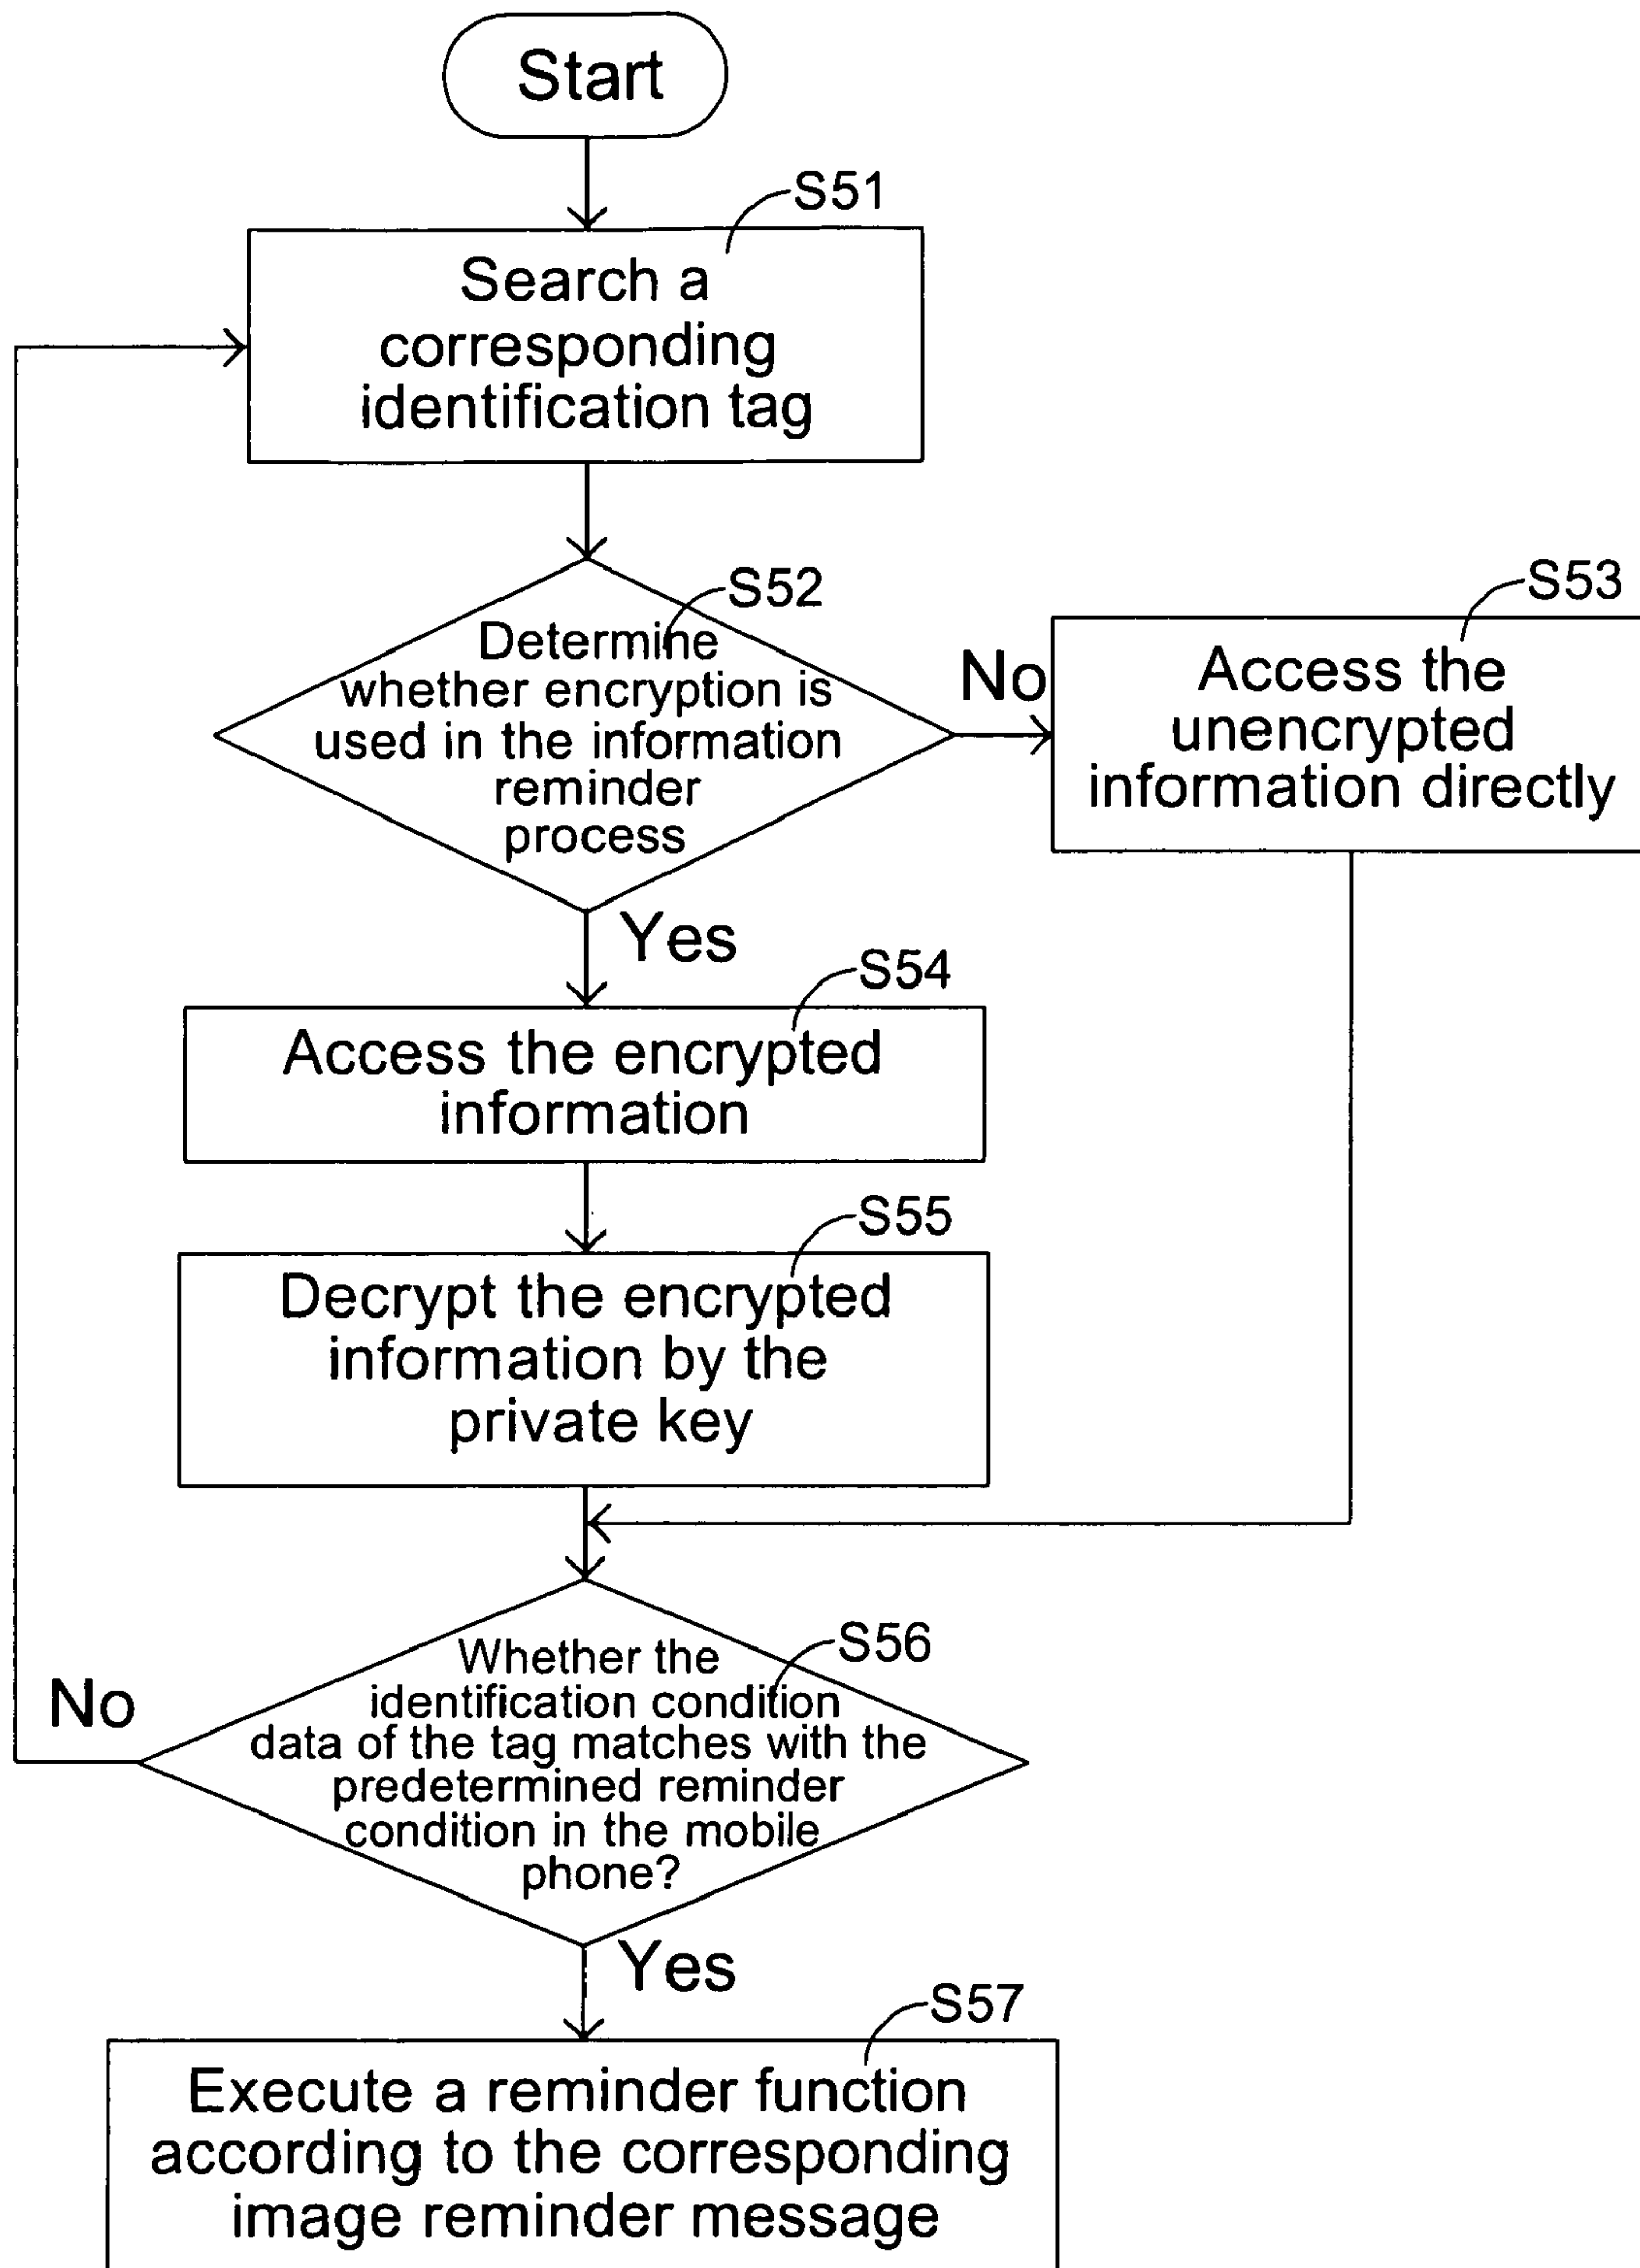 Start
S51
Search a
corresponding
identification tag
S52
Determine
whether encryption is
used in the information
reminder
process
No
S53
Access the
unencrypted
information directly
Yes
S54
Access the encrypted
information
S55
Decrypt the encrypted
information by the
private key
S56
Whether the
identification condition
data of the tag matches with the
predetermined reminder
condition in the mobile
phone?
No
Yes
S57
Execute a reminder function
according to the corresponding
image reminder message